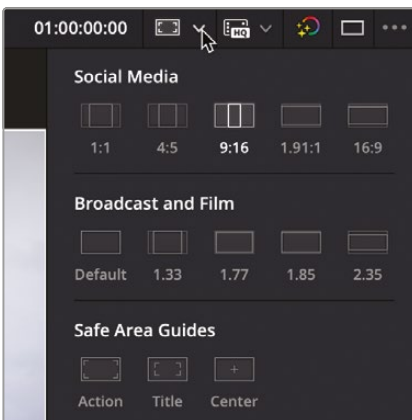 01:00:00:00 HQ
Social Media
1:1 4:5 9:16 1.91:1 16:9
Broadcast and Film
Default 1.33 1.77 1.85 2.35
Safe Area Guides
Action Title Center